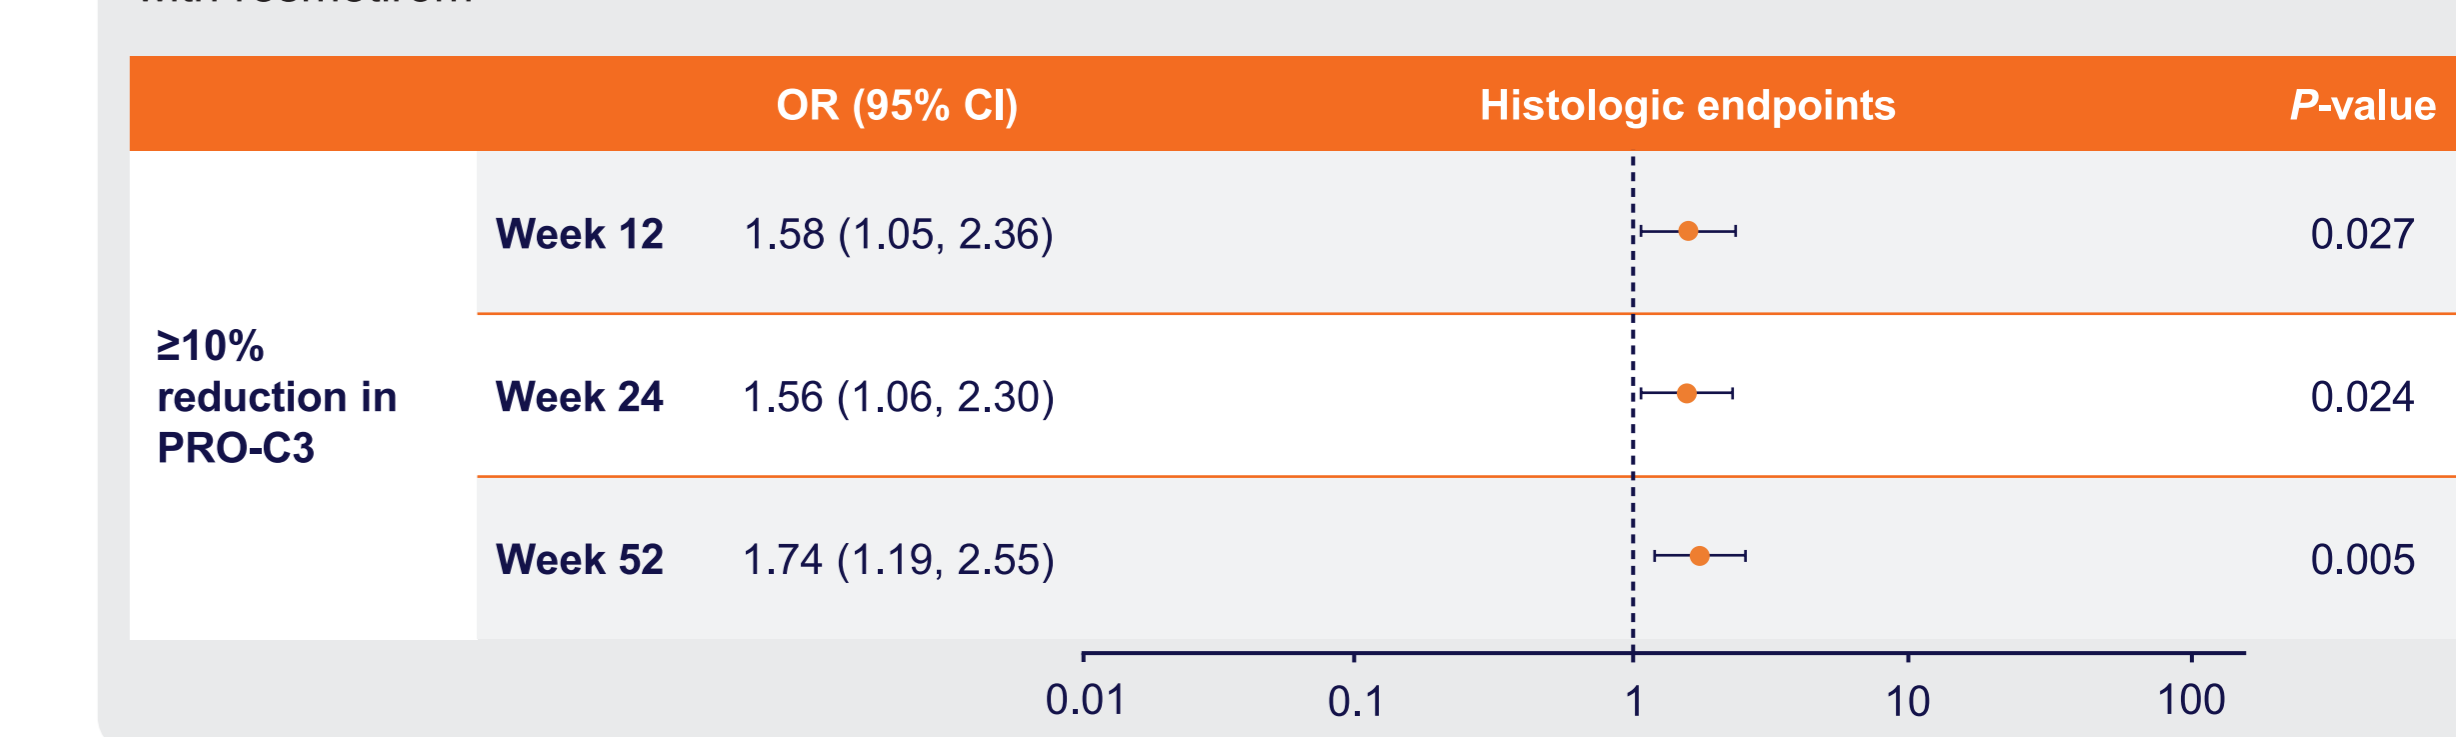 OR (95% CI) Histologic endpoints P-value
Week 12 1.58 (1.05, 2.36) 0.027
≥10%
reduction in
PRO-C3
Week 24 1.56 (1.06, 2.30) 0.024
Week 52 1.74 (1.19, 2.55) 0.005
0.01 0.1 1 10 100